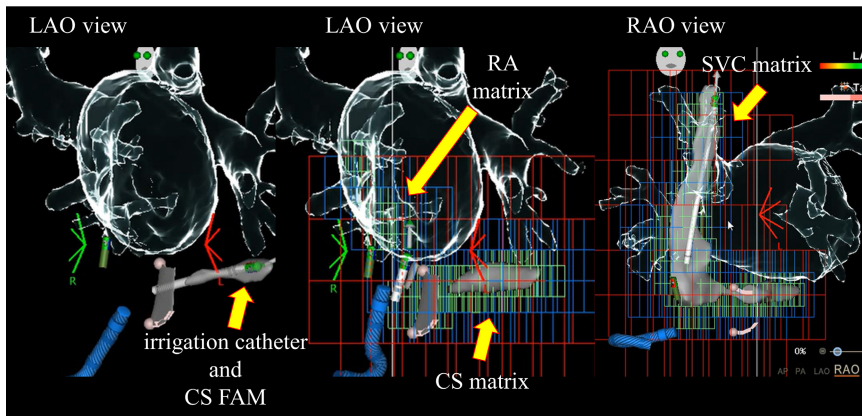 LAO view
LAO view
RAO view
RA
matrix
SVC matrix
LA
R
L
R
L
irrigation catheter
and
CS FAM
CS matrix
0%
AP PA LAO RAO